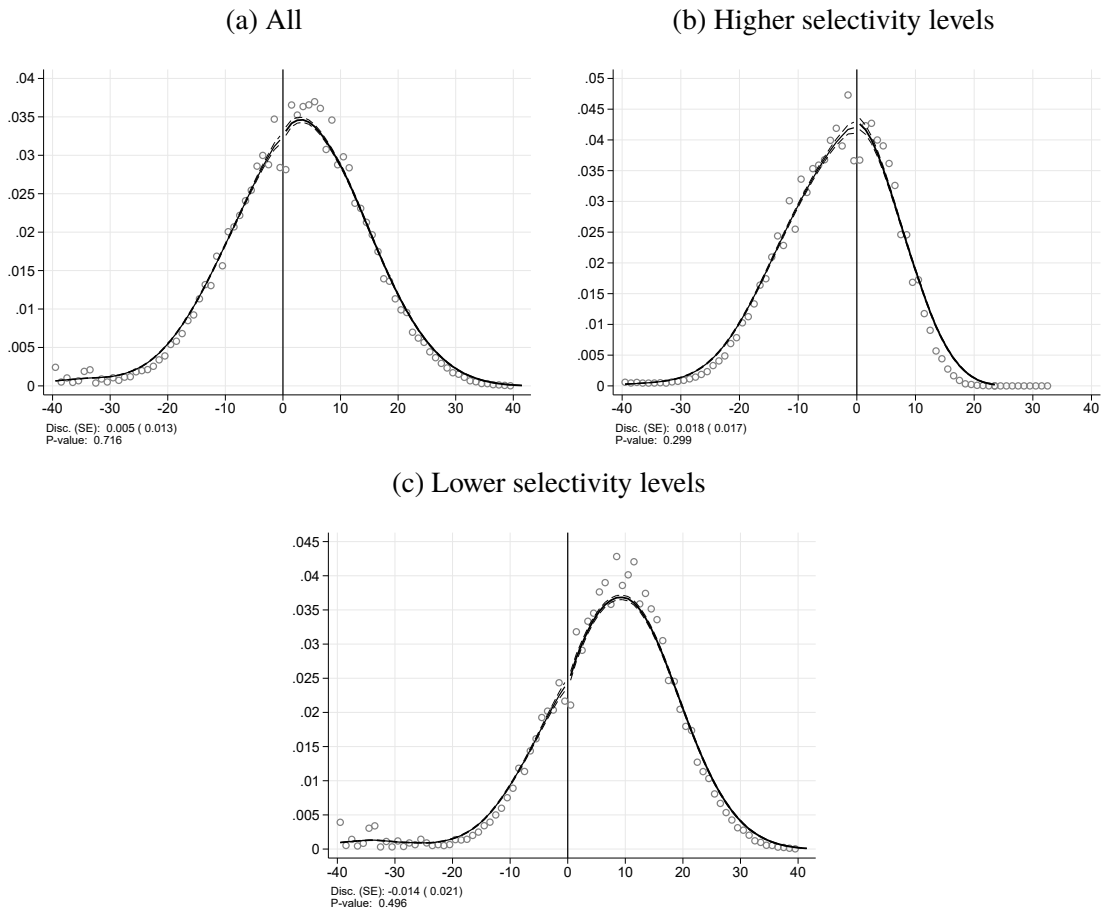 (a) All
.04
.035
.03
.025
.02
.015
.01
.005
0
-40 -30 -20 -10 0 10 20 30 40
Disc. (SE): 0.005 ( 0.013)
P-value: 0.716
(b) Higher selectivity levels
.05
.045
.04
.035
.03
.025
.02
.015
.01
.005
0
-40 -30 -20 -10 0 10 20 30 40
Disc. (SE): 0.018 ( 0.017)
P-value: 0.299
(c) Lower selectivity levels
.045
.04
.035
.03
.025
.02
.015
.01
.005
0
-40 -30 -20 -10 0 10 20 30 40
Disc. (SE): -0.014 ( 0.021)
P-value: 0.496